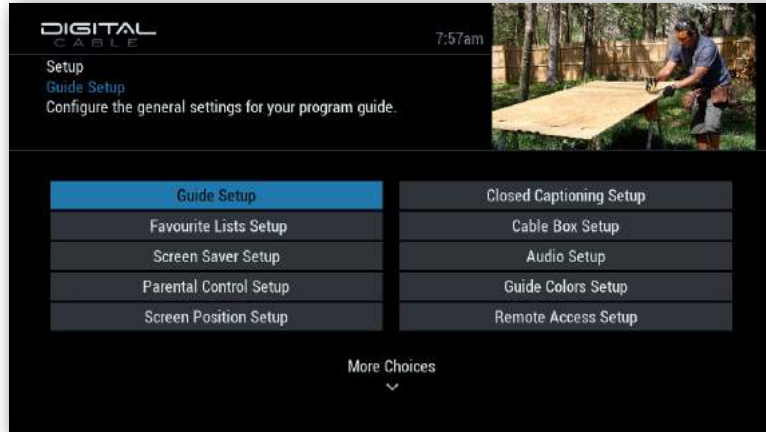 DIGITAL
CABLE
7:57am
Setup
Guide Setup
Configure the general settings for your program guide.
Guide Setup
Closed Captioning Setup
Favourite Lists Setup
Cable Box Setup
Screen Saver Setup
Audio Setup
Parental Control Setup
Guide Colors Setup
Screen Position Setup
Remote Access Setup
More Choices